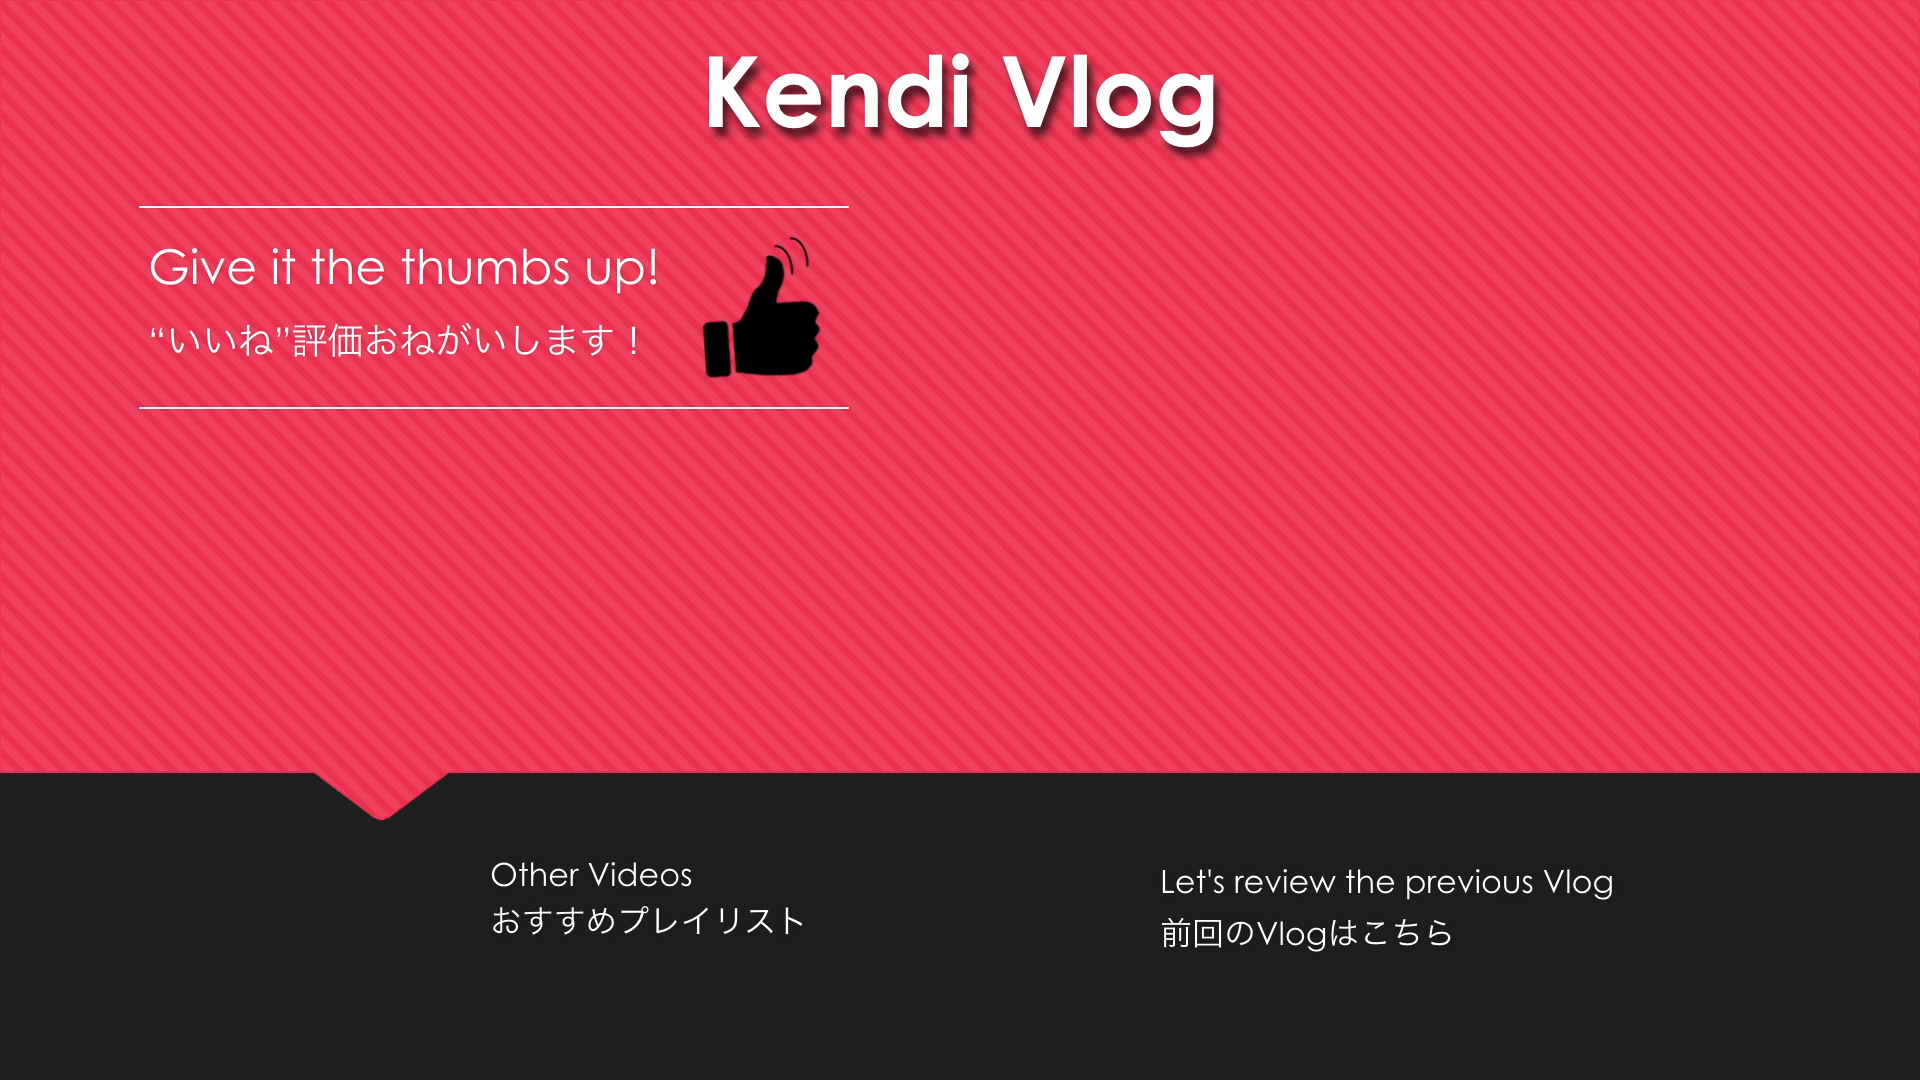 Kendi Vlog
Give it the thumbs up!
“いいね”評価おねがいします！
Other Videos
おすすめプレイリスト
Let's review the previous Vlog
前回のVlogはこちら